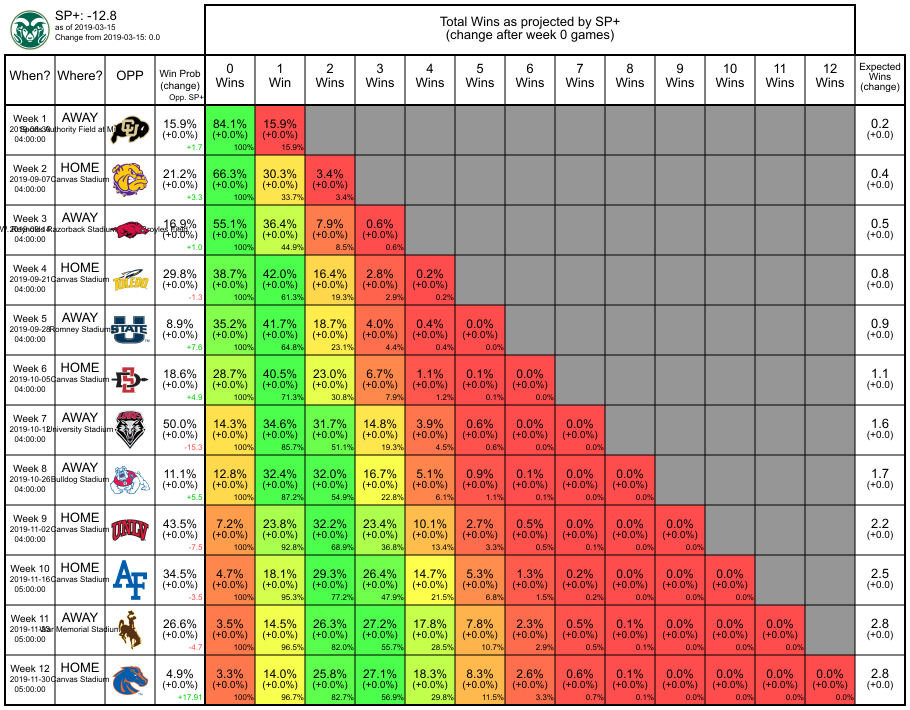 SP+: -12.8
as of 2019-03-15
Change from 2019-03-15: 0.0
Total Wins as projected by SP+
(change after week 0 games)
When? Where? OPP Win Prob (change) Opp. SP+ 0 Wins 1 Win 2 Wins 3 Wins 4 Wins 5 Wins 6 Wins 7 Wins 8 Wins 9 Wins 10 Wins 11 Wins 12 Wins Expected Wins (change)
Week 1 AWAY 15.9% 84.1% 15.9% 0.2
04:00:00 (+0.0%) (+0.0%) (+0.0%) (+0.0)
+1.7 100% 15.9%
Week 2 HOME 21.2% 66.3% 30.3% 3.4% 0.4
2019-09-07 Canvas Stadium (+0.0%) (+0.0%) (+0.0%) (+0.0%) (+0.0)
04:00:00 +3.3 100% 33.7% 3.4%
Week 3 AWAY 16.9% 55.1% 36.4% 7.9% 0.6% 0.5
Razorback (+0.0%) (+0.0%) (+0.0%) (+0.0%) (+0.0%) (+0.0)
04:00:00 +1.0 100% 44.9% 8.5% 0.6%
Week 4 HOME 29.8% 38.7% 42.0% 16.4% 2.8% 0.2% 0.8
2019-09-21 Canvas Stadium TOLEDO (+0.0%) (+0.0%) (+0.0%) (+0.0%) (+0.0%) (+0.0%) (+0.0)
04:00:00 -1.3 100% 61.3% 19.3% 2.9% 0.2%
Week 5 AWAY 8.9% 35.2% 41.7% 18.7% 4.0% 0.4% 0.0% 0.9
2019-09-28 Romney Stadium STATE (+0.0%) (+0.0%) (+0.0%) (+0.0%) (+0.0%) (+0.0%) (+0.0%) (+0.0)
04:00:00 +7.6 100% 64.8% 23.1% 4.4% 0.4% 0.0%
Week 6 HOME 18.6% 28.7% 40.5% 23.0% 6.7% 1.1% 0.1% 0.0% 1.1
2019-10-05 Canvas Stadium (+0.0%) (+0.0%) (+0.0%) (+0.0%) (+0.0%) (+0.0%) (+0.0%) (+0.0%) (+0.0)
04:00:00 +4.9 100% 71.3% 30.8% 7.9% 1.2% 0.1% 0.0%
Week 7 AWAY 50.0% 14.3% 34.6% 31.7% 14.8% 3.9% 0.6% 0.0% 0.0% 1.6
University Stadium (+0.0%) (+0.0%) (+0.0%) (+0.0%) (+0.0%) (+0.0%) (+0.0%) (+0.0%) (+0.0%) (+0.0)
04:00:00 -15.3 100% 85.7% 51.1% 19.3% 4.5% 0.6% 0.0% 0.0%
Week 8 AWAY 11.1% 12.8% 32.4% 32.0% 16.7% 5.1% 0.9% 0.1% 0.0% 0.0% 1.7
2019-10-26 Bulldog Stadium (+0.0%) (+0.0%) (+0.0%) (+0.0%) (+0.0%) (+0.0%) (+0.0%) (+0.0%) (+0.0%) (+0.0%) (+0.0)
04:00:00 +5.5 100% 87.2% 54.9% 22.8% 6.1% 1.1% 0.1% 0.0% 0.0%
Week 9 HOME 43.5% 7.2% 23.8% 32.2% 23.4% 10.1% 2.7% 0.5% 0.0% 0.0% 0.0% 2.2
2019-11-02 Canvas Stadium UNLV (+0.0%) (+0.0%) (+0.0%) (+0.0%) (+0.0%) (+0.0%) (+0.0%) (+0.0%) (+0.0%) (+0.0%) (+0.0%) (+0.0)
04:00:00 -7.5 100% 92.8% 68.9% 36.8% 13.4% 3.3% 0.5% 0.1% 0.0% 0.0%
Week 10 HOME 34.5% 4.7% 18.1% 29.3% 26.4% 14.7% 5.3% 1.3% 0.2% 0.0% 0.0% 0.0% 2.5
2019-11-16 Canvas Stadium AF (+0.0%) (+0.0%) (+0.0%) (+0.0%) (+0.0%) (+0.0%) (+0.0%) (+0.0%) (+0.0%) (+0.0%) (+0.0%) (+0.0%) (+0.0)
05:00:00 -3.5 100% 95.3% 77.2% 47.9% 21.5% 6.8% 1.5% 0.2% 0.0% 0.0% 0.0%
Week 11 AWAY 26.6% 3.5% 14.5% 26.3% 27.2% 17.8% 7.8% 2.3% 0.5% 0.1% 0.0% 0.0% 0.0% 2.8
Memorial Stadium (+0.0%) (+0.0%) (+0.0%) (+0.0%) (+0.0%) (+0.0%) (+0.0%) (+0.0%) (+0.0%) (+0.0%) (+0.0%) (+0.0%) (+0.0%) (+0.0)
05:00:00 -4.7 100% 96.5% 82.0% 55.7% 28.5% 10.7% 2.9% 0.5% 0.1% 0.0% 0.0% 0.0%
Week 12 HOME 4.9% 3.3% 14.0% 25.8% 27.1% 18.3% 8.3% 2.6% 0.6% 0.1% 0.0% 0.0% 0.0% 0.0% 2.8
2019-11-30 Canvas Stadium (+0.0%) (+0.0%) (+0.0%) (+0.0%) (+0.0%) (+0.0%) (+0.0%) (+0.0%) (+0.0%) (+0.0%) (+0.0%) (+0.0%) (+0.0%) (+0.0%) (+0.0)
05:00:00 +17.91 100% 96.7% 82.7% 56.9% 29.8% 11.5% 3.3% 0.7% 0.1% 0.0% 0.0% 0.0% 0.0%